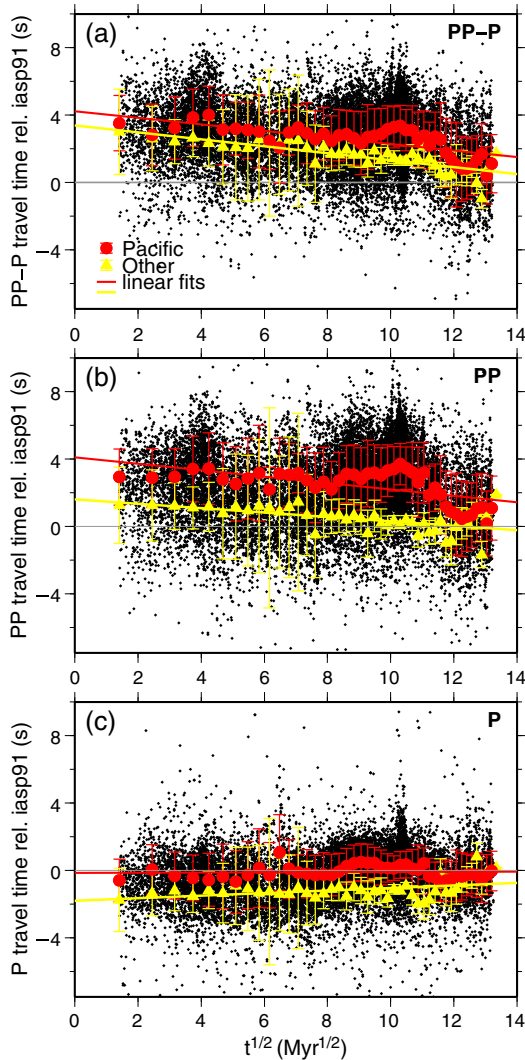 (a)
PP−P
PP−P travel time rel. iasp91 (s)
8
4
0
−4
Pacific
Other
linear fits
0 2 4 6 8 10 12 14
(b)
PP
PP travel time rel. iasp91 (s)
8
4
0
−4
0 2 4 6 8 10 12 14
(c)
P
P travel time rel. iasp91 (s)
8
4
0
−4
0 2 4 6 8 10 12 14
t^1/2 (Myr^1/2)